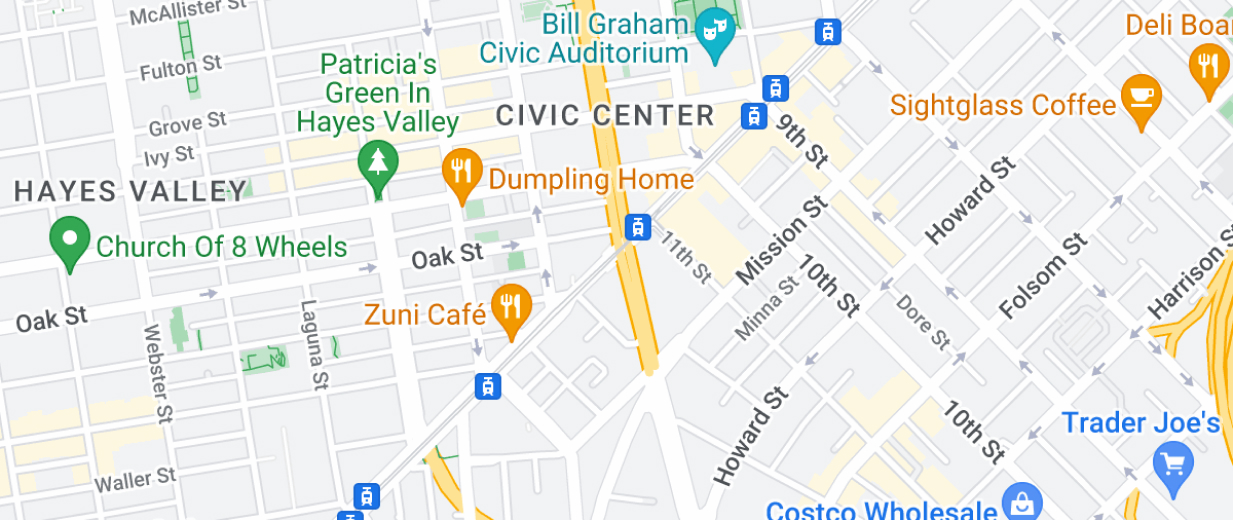 McAllister St
Bill Graham
Civic Auditorium
Deli Boar
Fulton St
Patricia's
Green In
Hayes Valley
Sightglass Coffee
CIVIC CENTER
Grove St
9th St
Ivy St
HAYES VALLEY
Dumpling Home
Howard St
Mission St
Church Of 8 Wheels
Oak St
11th St
10th St
Folsom St
Harrison S
Minna St
Dore St
Zuni Café
Oak St
Laguna St
Webster St
Howard St
10th St
Trader Joe's
Waller St
Costco Wholesale